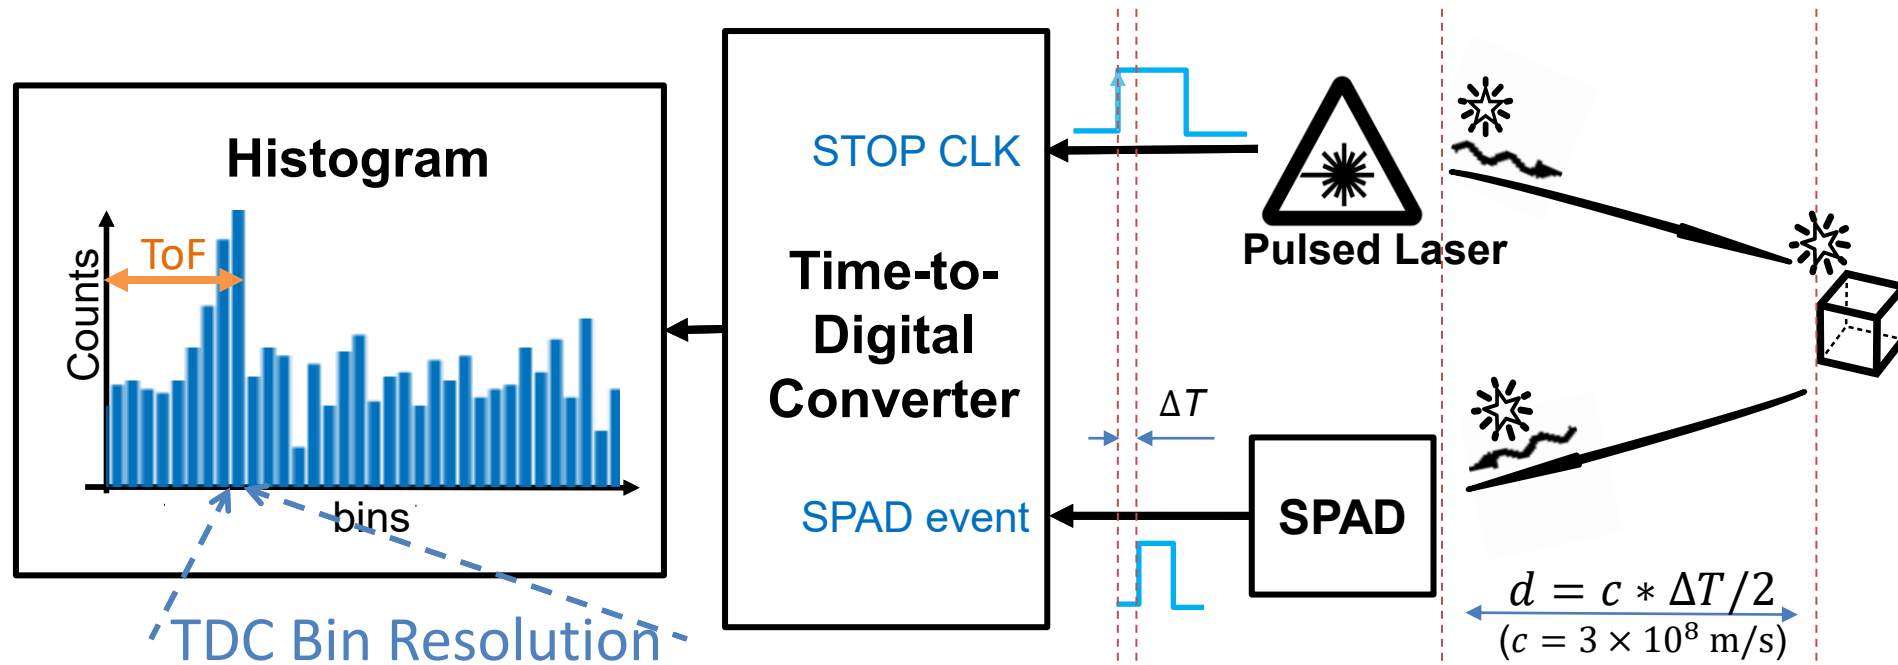 Histogram
ToF
Counts
bins
TDC Bin Resolution
STOP CLK
Time-to-
Digital
Converter
SPAD event
ΔT
Pulsed Laser
SPAD
d = c * ΔT/2
(c = 3 × 10⁸ m/s)